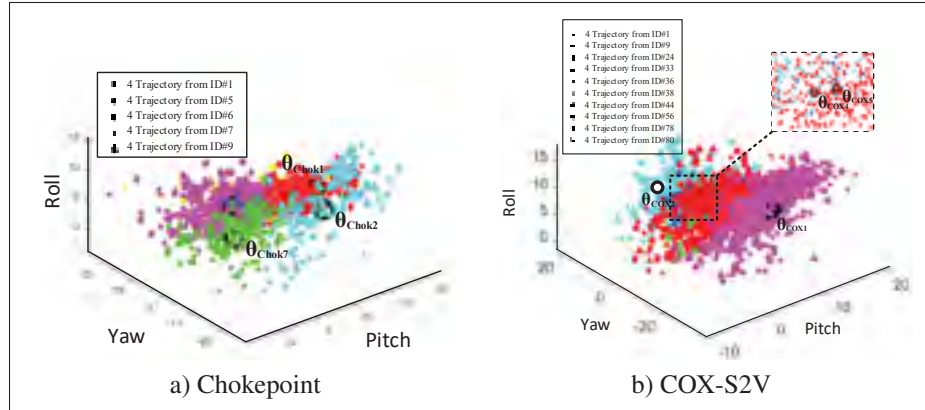 4 Trajectory from ID#1
4 Trajectory from ID#5
4 Trajectory from ID#6
4 Trajectory from ID#7
4 Trajectory from ID#9
Roll
θChok1
θChok2
θChok7
Yaw
Pitch
a) Chokepoint
4 Trajectory from ID#1
4 Trajectory from ID#9
4 Trajectory from ID#24
4 Trajectory from ID#33
4 Trajectory from ID#36
4 Trajectory from ID#38
4 Trajectory from ID#44
4 Trajectory from ID#56
4 Trajectory from ID#78
4 Trajectory from ID#80
θCOX4
θCOX5
Roll
15
10
5
0
θCOX1
20
0
-20
Yaw
-10
0
10
20
Pitch
b) COX-S2V